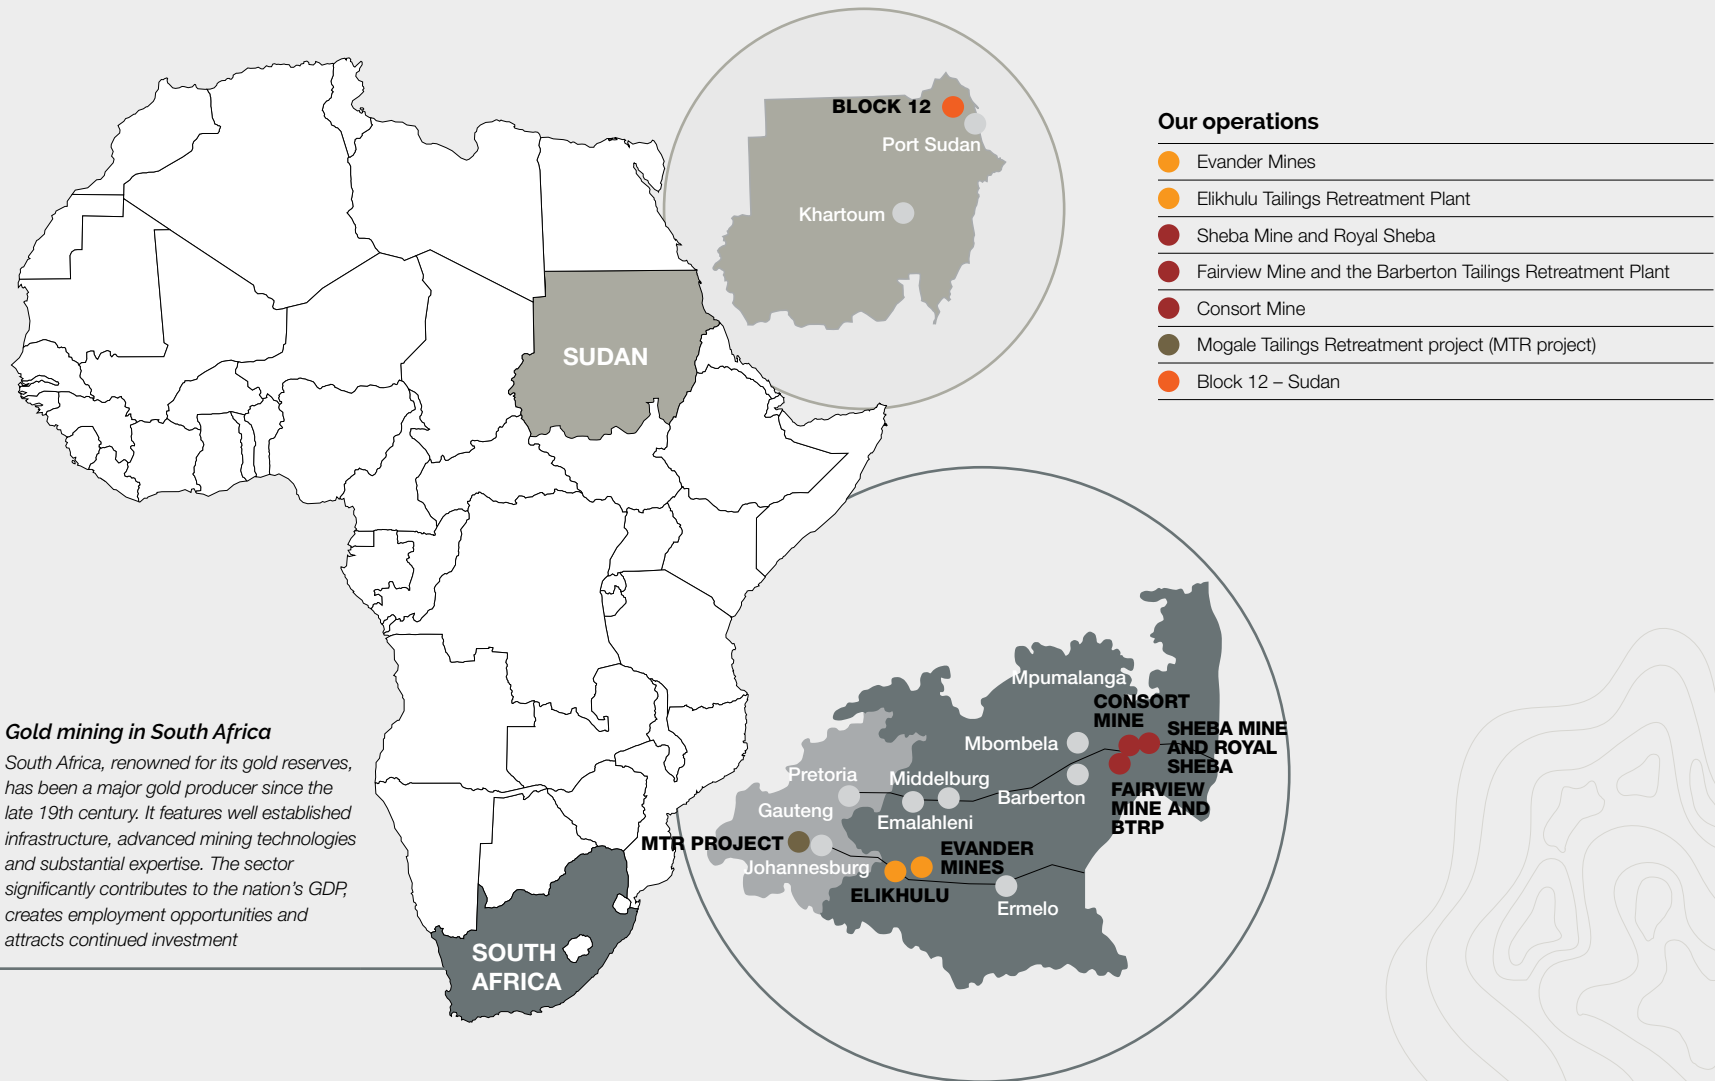 BLOCK 12
Port Sudan
Khartoum
SUDAN
Our operations
Evander Mines
Elikhulu Tailings Retreatment Plant
Sheba Mine and Royal Sheba
Fairview Mine and the Barberton Tailings Retreatment Plant
Consort Mine
Mogale Tailings Retreatment project (MTR project)
Block 12 – Sudan
Gold mining in South Africa
South Africa, renowned for its gold reserves,
has been a major gold producer since the
late 19th century. It features well established
infrastructure, advanced mining technologies
and substantial expertise. The sector
significantly contributes to the nation's GDP,
creates employment opportunities and
attracts continued investment
SOUTH
AFRICA
Mpumalanga
CONSORT
MINE
SHEBA MINE
AND ROYAL
SHEBA
Mbombela
Pretoria
Middelburg
Barberton
FAIRVIEW
MINE AND
BTRP
Gauteng
Emalahleni
MTR PROJECT
EVANDER
MINES
Johannesburg
ELIKHULU
Ermelo